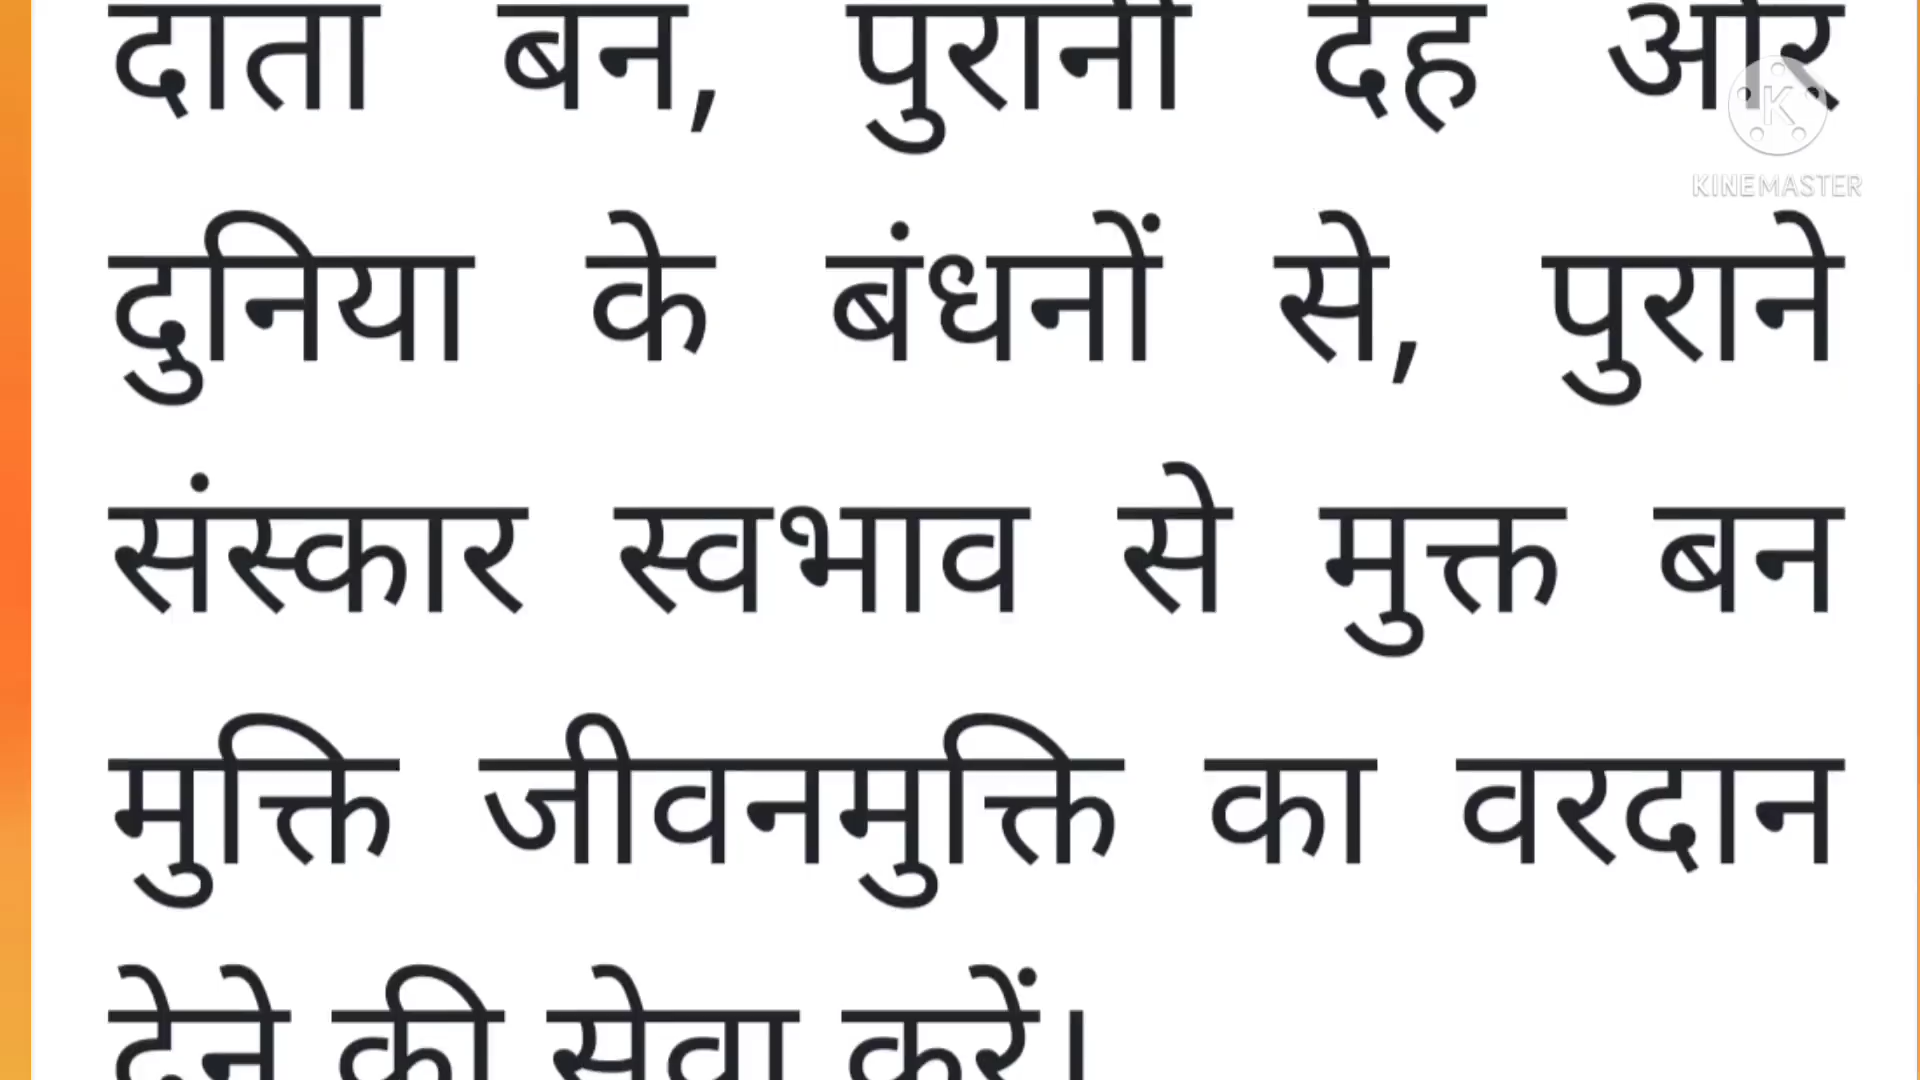 दाता बन, पुरानी देह और
KINEMASTER
दुनिया के बंधनों से, पुराने
संस्कार स्वभाव से मुक्त बन
मुक्ति जीवनमुक्ति का वरदान
देने की सेवा करें।